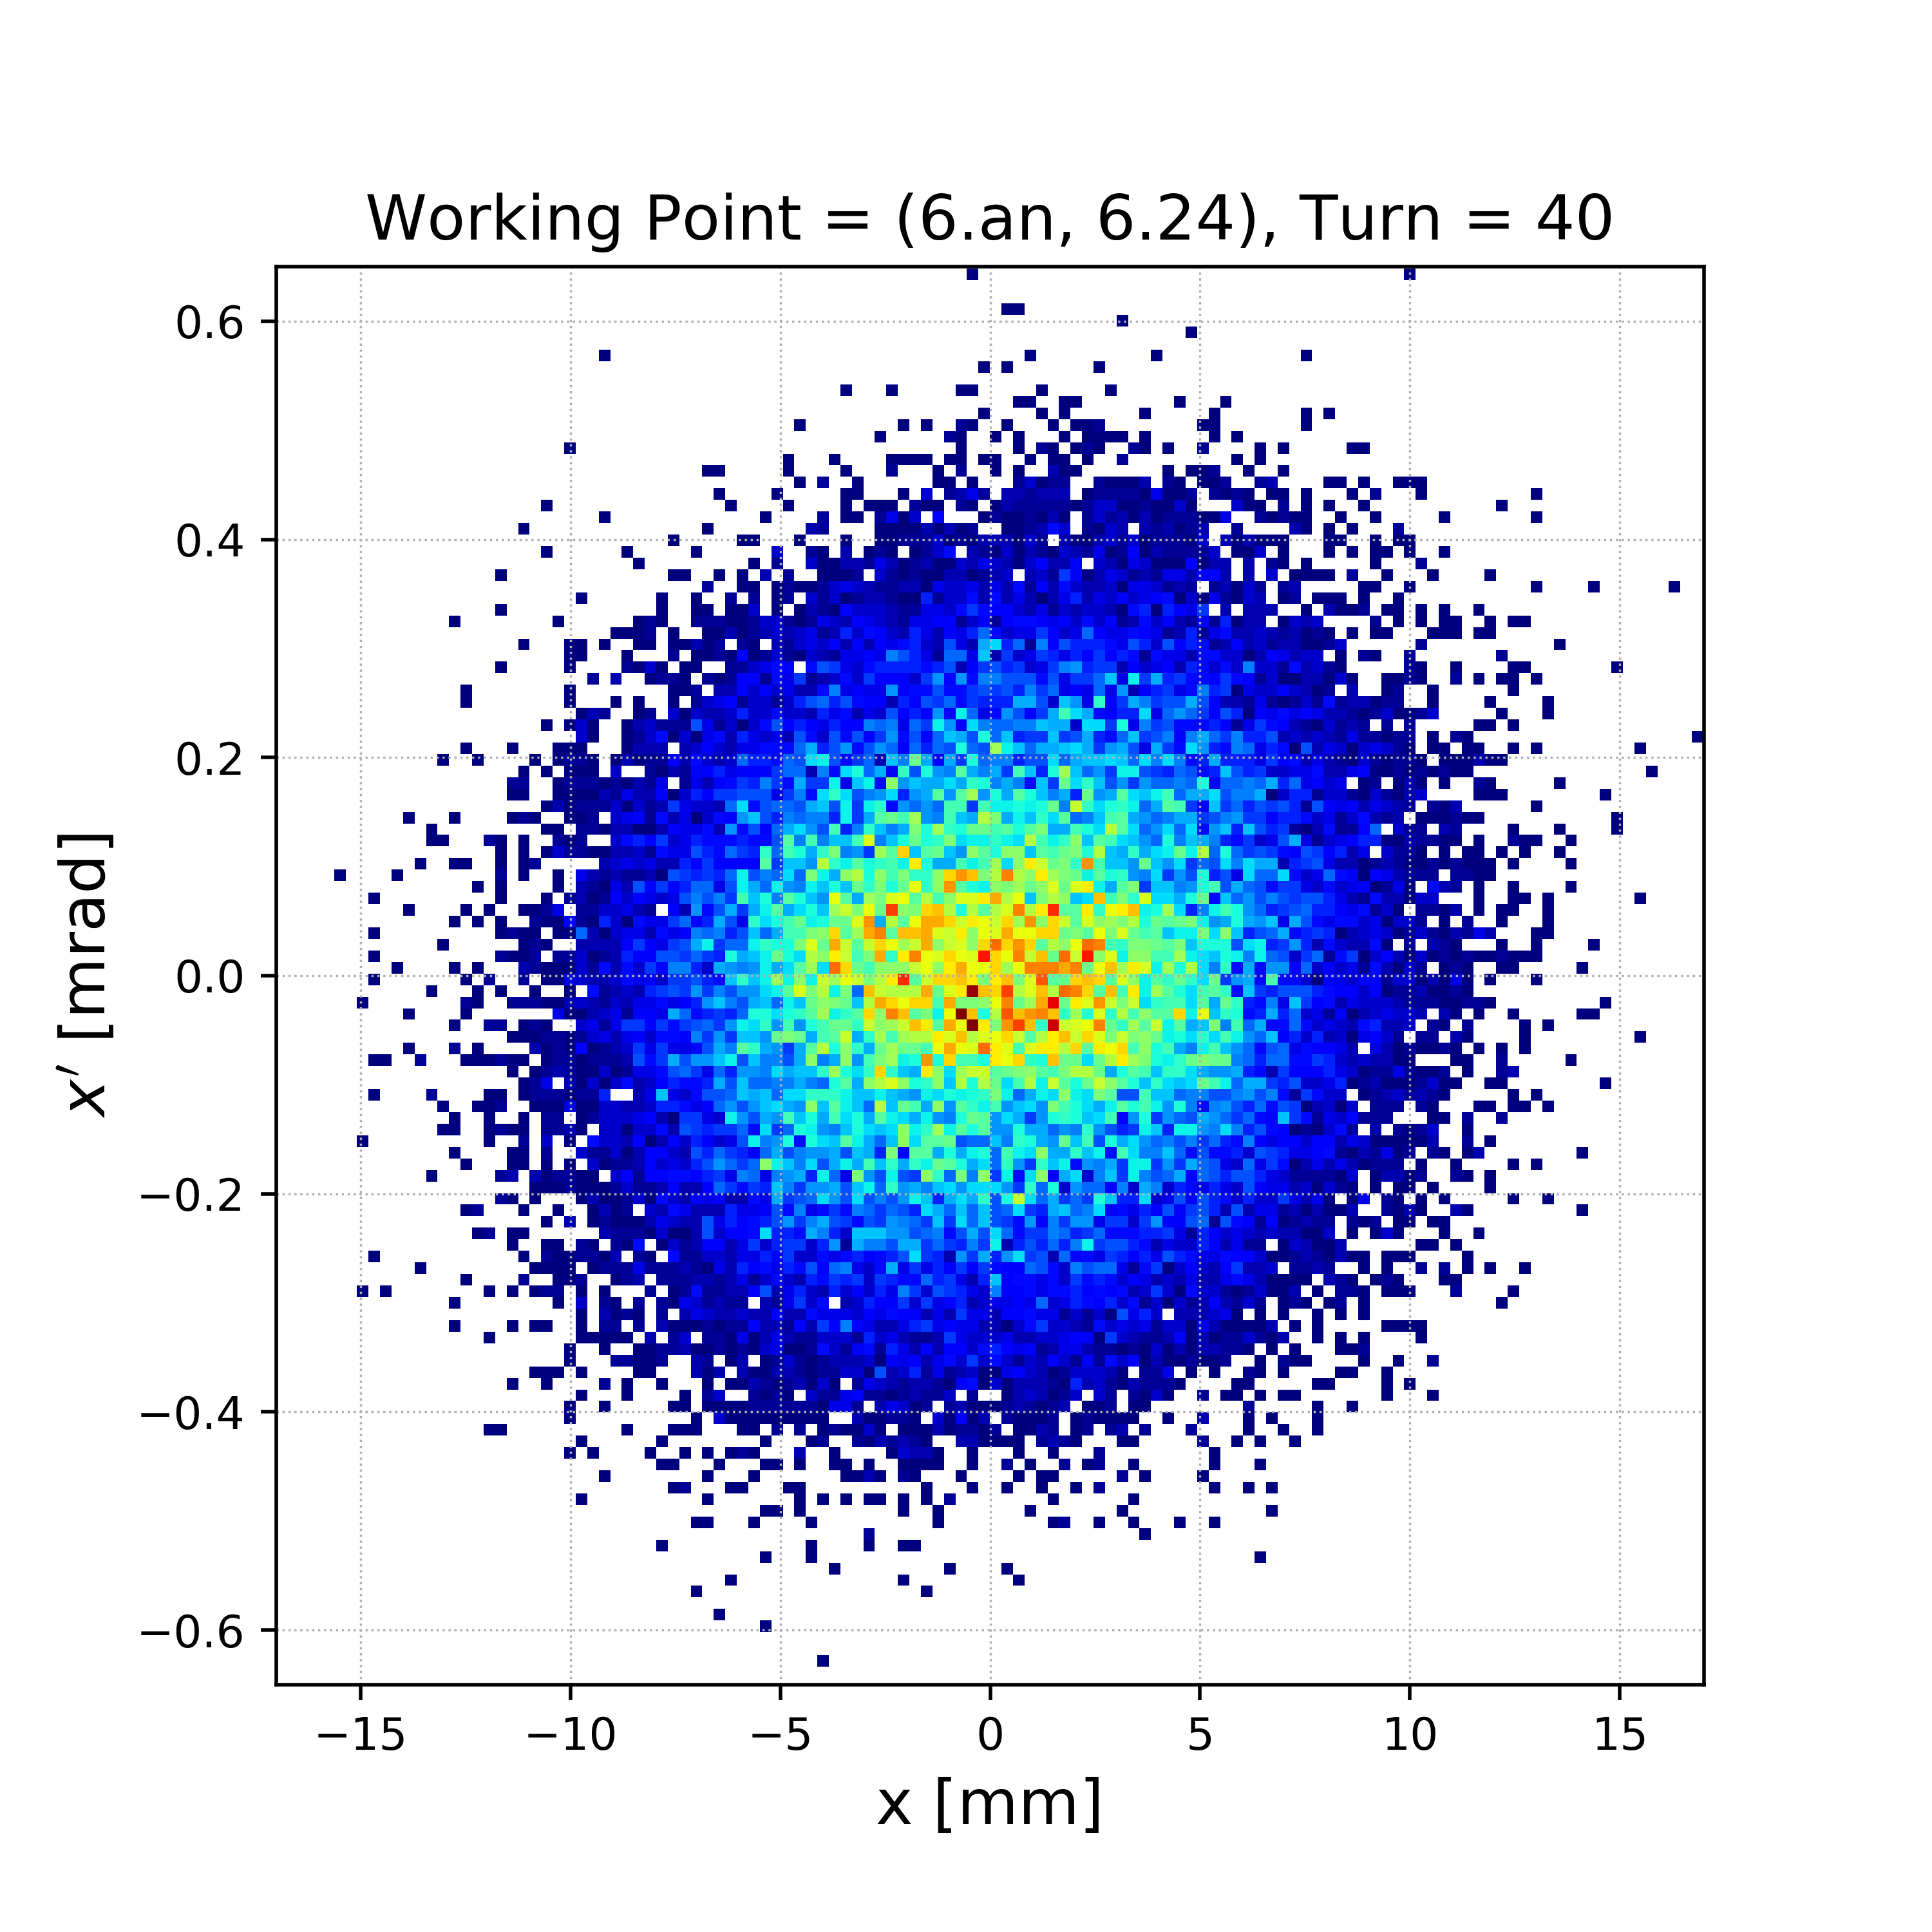 Working Point = (6.an, 6.24), Turn = 40
0.6
0.4
0.2
0.0
−0.2
−0.4
−0.6
x′ [mrad]
−15 −10 −5 0 5 10 15
x [mm]